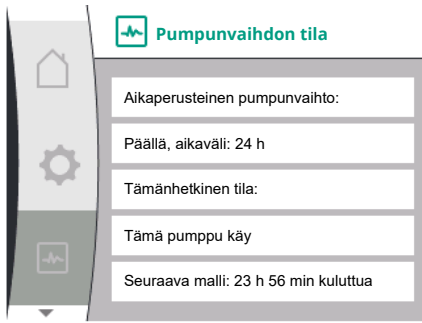 Pumpunvaihdon tila
Aikaperusteinen pumpunvaihto:
Päällä, aikaväli: 24 h
Tämänhetkinen tila:
Tämä pumppu käy
Seuraava malli: 23 h 56 min kuluttua